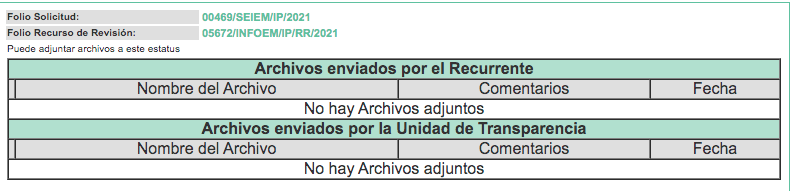 Folio Solicitud: 00469/SEIEM/IP/2021
Folio Recurso de Revisión: 05672/INFOEM/IP/RR/2021
Puede adjuntar archivos a este estatus
Archivos enviados por el Recurrente
Nombre del Archivo Comentarios Fecha
No hay Archivos adjuntos
Archivos enviados por la Unidad de Transparencia
Nombre del Archivo Comentarios Fecha
No hay Archivos adjuntos